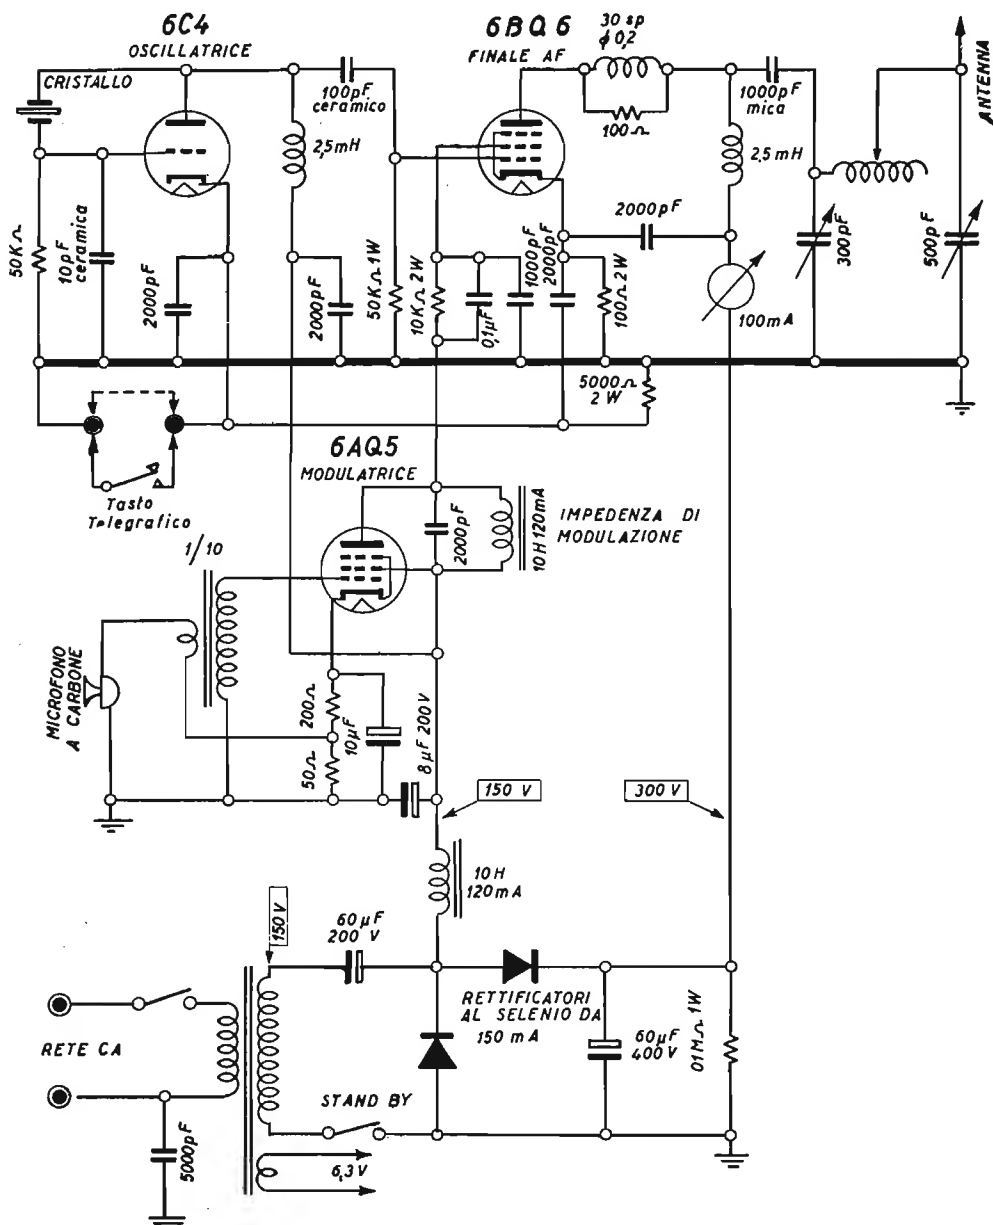 6C4
OSCILLATRICE
CRISTALLO
100pF
ceramico
2,5mH
50KΩ
10pF
ceramica
2000pF
2000pF
50KΩ 1W
6BQ6
FINALE AF
30 sp
ϕ 0,2
100Ω
1000pF
mica
2,5mH
2000pF
10KΩ 2W
0,1µF
1000pF
2000pF
100Ω 2W
100mA
300pF
500pF
ANTENNA
5000Ω
2W
Tasto
Telegrafico
6AQ5
MODULATRICE
2000pF
10H 120mA
IMPEDENZA DI
MODULAZIONE
1/10
MICROFONO
A CARBONE
200Ω
50Ω
10µF
8µF 200V
150 V
300 V
10H
120mA
150V
60µF
200 V
RETTIFICATORI
AL SELENIO DA
150 mA
60µF
400V
01MΩ 1W
RETE CA
STAND BY
5000pF
6,3V